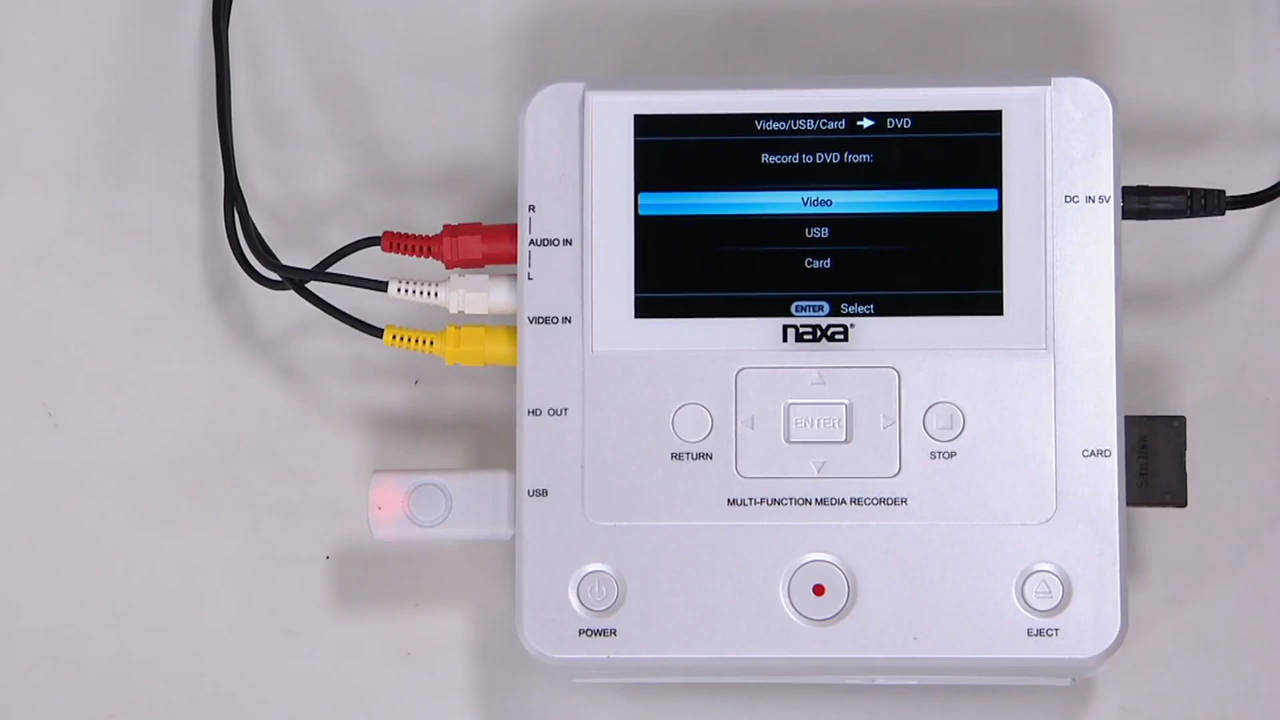 Video/USB/Card DVD
Record to DVD from:
Video
USB
Card
ENTER Select
naxa®
R
AUDIO IN
L
VIDEO IN
HD OUT
USB
DC IN 5V
CARD
SanDisk
ENTER
RETURN
STOP
MULTI-FUNCTION MEDIA RECORDER
POWER
EJECT